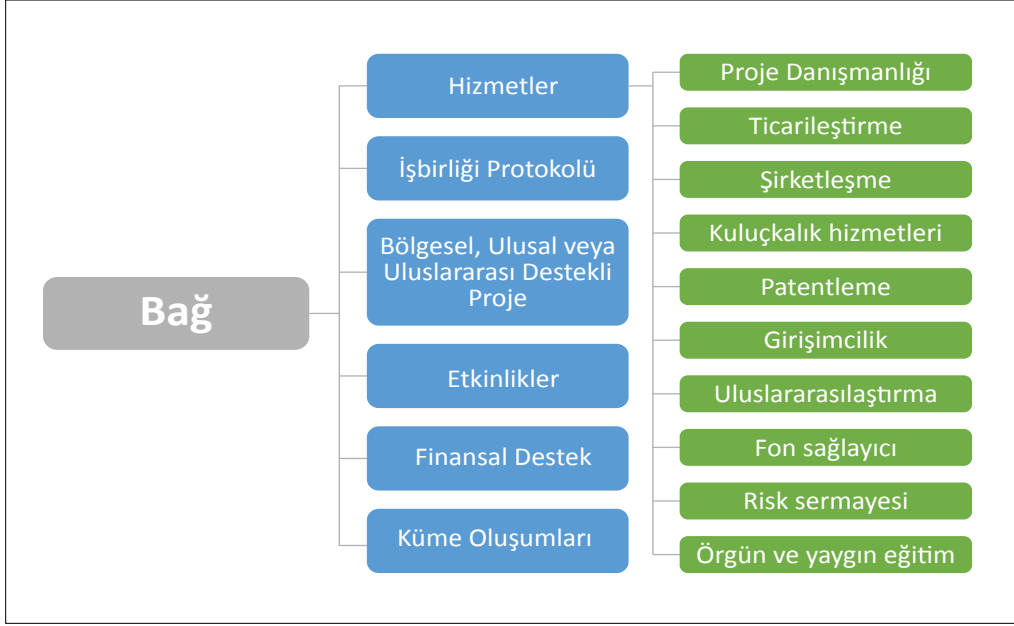 Bağ
Hizmetler
İşbirliği Protokolü
Bölgesel, Ulusal veya
Uluslararası Destekli
Proje
Etkinlikler
Finansal Destek
Küme Oluşumları
Proje Danışmanlığı
Ticarileştirme
Şirketleşme
Kuluçkalık hizmetleri
Patentleme
Girişimcilik
Uluslararasılaştırma
Fon sağlayıcı
Risk sermayesi
Örgün ve yaygın eğitim